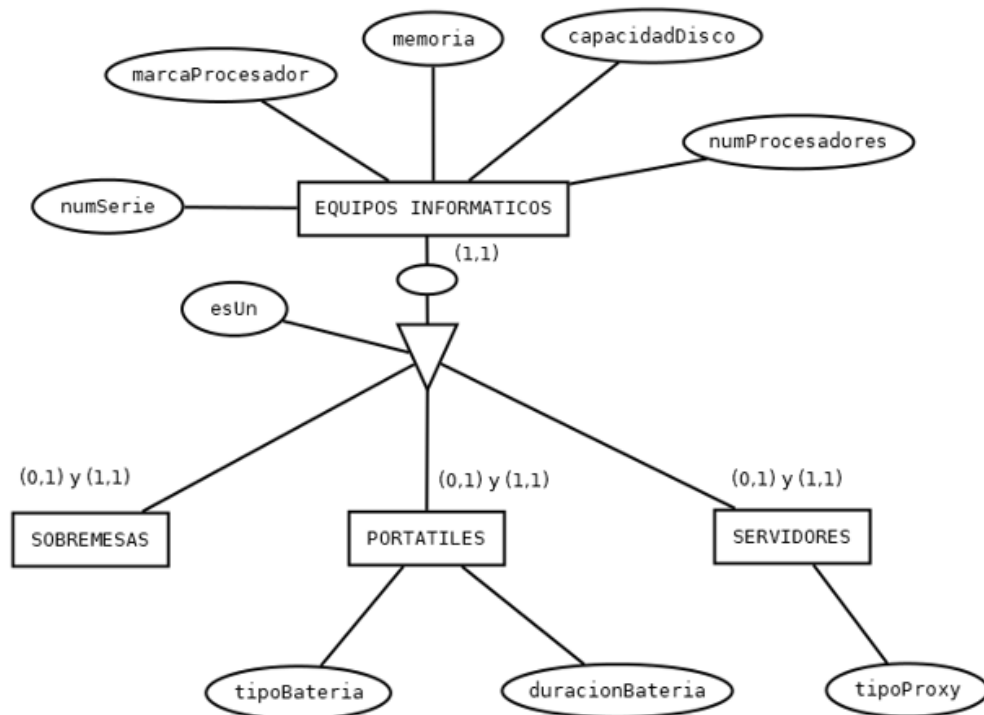 memoria
capacidadDisco
marcaProcesador
numProcesadores
numSerie
EQUIPOS INFORMATICOS
(1,1)
esUn
(0,1) y (1,1)
(0,1) y (1,1)
(0,1) y (1,1)
SOBREMESAS
PORTATILES
SERVIDORES
tipoBateria
duracionBateria
tipoProxy